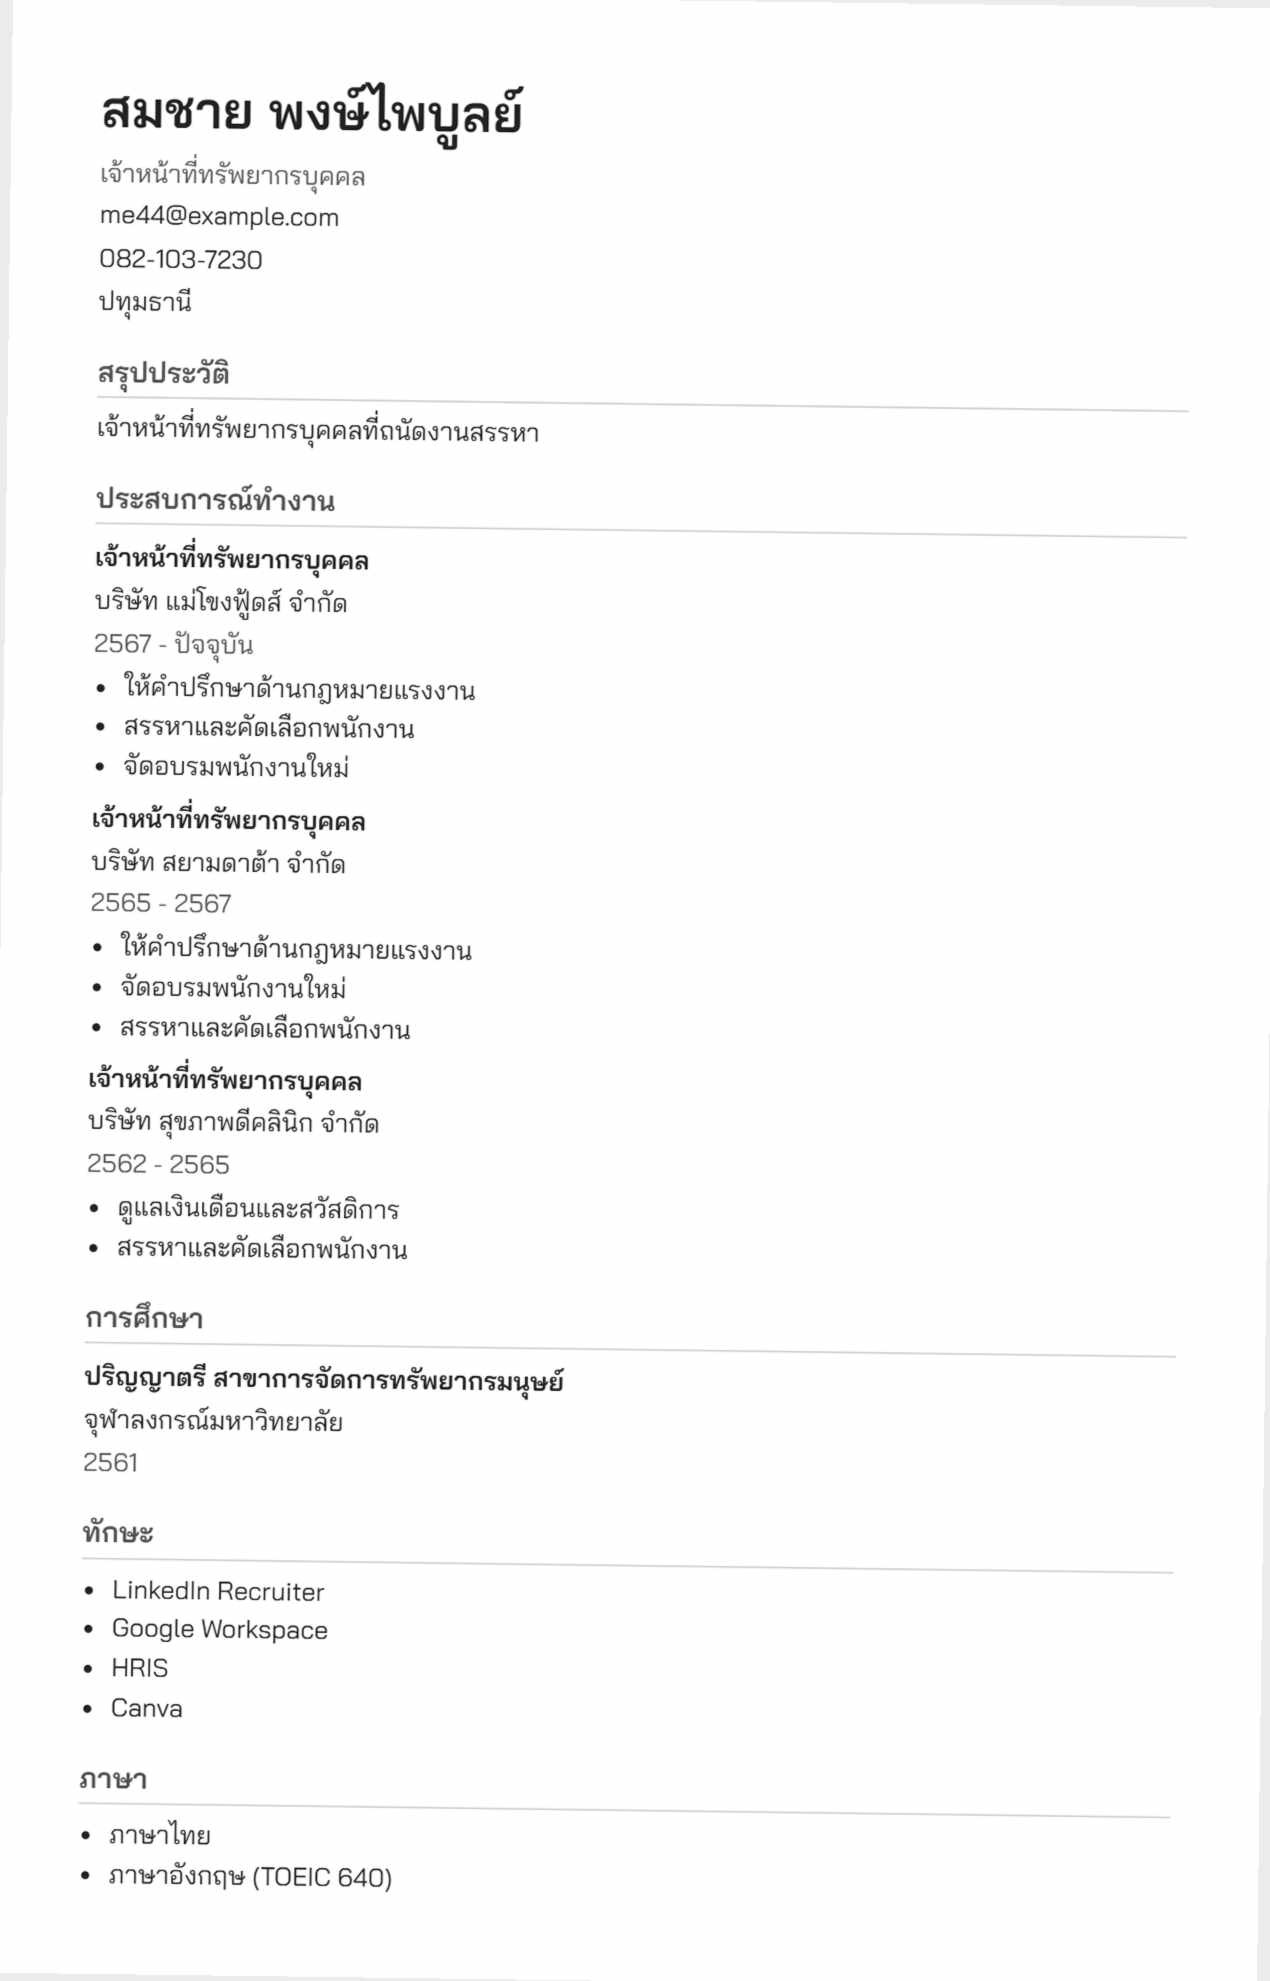 สมชาย พงษ์ไพบูลย์
เจ้าหน้าที่ทรัพยากรบุคคล
me44@example.com
082-103-7230
ปทุมธานี
สรุปประวัติ
เจ้าหน้าที่ทรัพยากรบุคคลที่ถนัดงานสรรหา
ประสบการณ์ทำงาน
เจ้าหน้าที่ทรัพยากรบุคคล
บริษัท แม่โขงฟู้ดส์ จำกัด
2567 - ปัจจุบัน
• ให้คำปรึกษาด้านกฎหมายแรงงาน
• สรรหาและคัดเลือกพนักงาน
• จัดอบรมพนักงานใหม่
เจ้าหน้าที่ทรัพยากรบุคคล
บริษัท สยามดาต้า จำกัด
2565 - 2567
• ให้คำปรึกษาด้านกฎหมายแรงงาน
• จัดอบรมพนักงานใหม่
• สรรหาและคัดเลือกพนักงาน
เจ้าหน้าที่ทรัพยากรบุคคล
บริษัท สุขภาพดีคลินิก จำกัด
2562 - 2565
• ดูแลเงินเดือนและสวัสดิการ
• สรรหาและคัดเลือกพนักงาน
การศึกษา
ปริญญาตรี สาขาการจัดการทรัพยากรมนุษย์
จุฬาลงกรณ์มหาวิทยาลัย
2561
ทักษะ
• LinkedIn Recruiter
• Google Workspace
• HRIS
• Canva
ภาษา
• ภาษาไทย
• ภาษาอังกฤษ (TOEIC 640)